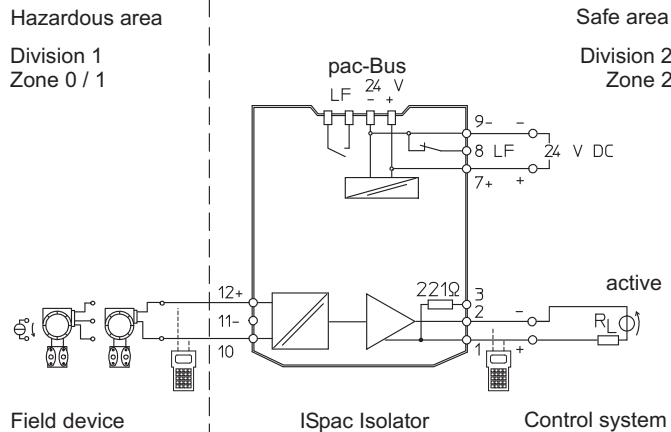 Hazardous area
Safe area
Division 1
Zone 0 / 1
Division 2
Zone 2
pac-Bus
LF 24 V
- +
9- -
8 LF
24 V DC
7+ +
active
221Ω
3
12+
2 -
11-
R_L
10
1 +
Field device
ISpac Isolator
Control system